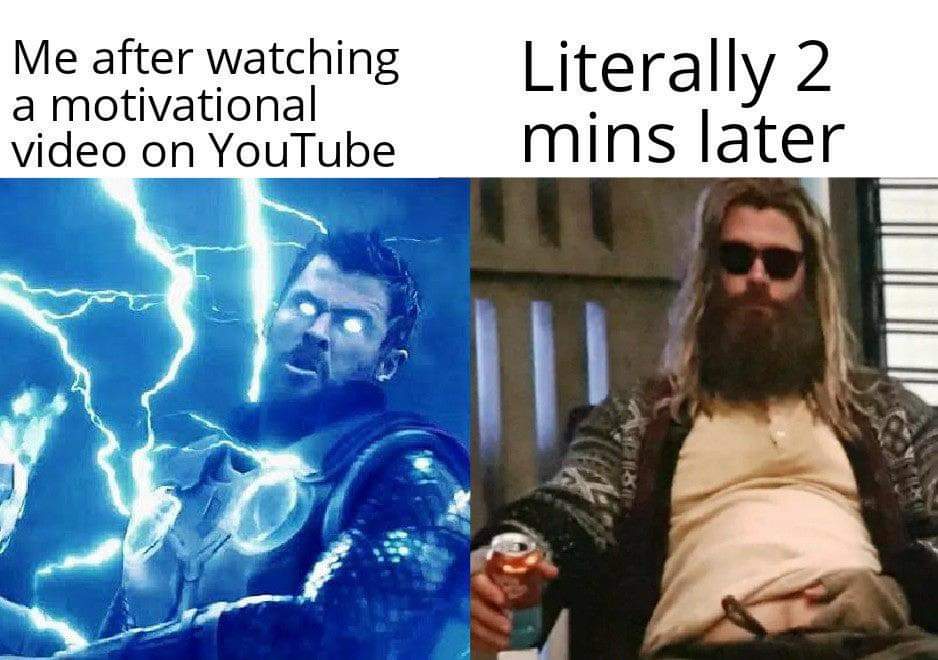 Me after watching
a motivational
video on YouTube
Literally 2
mins later